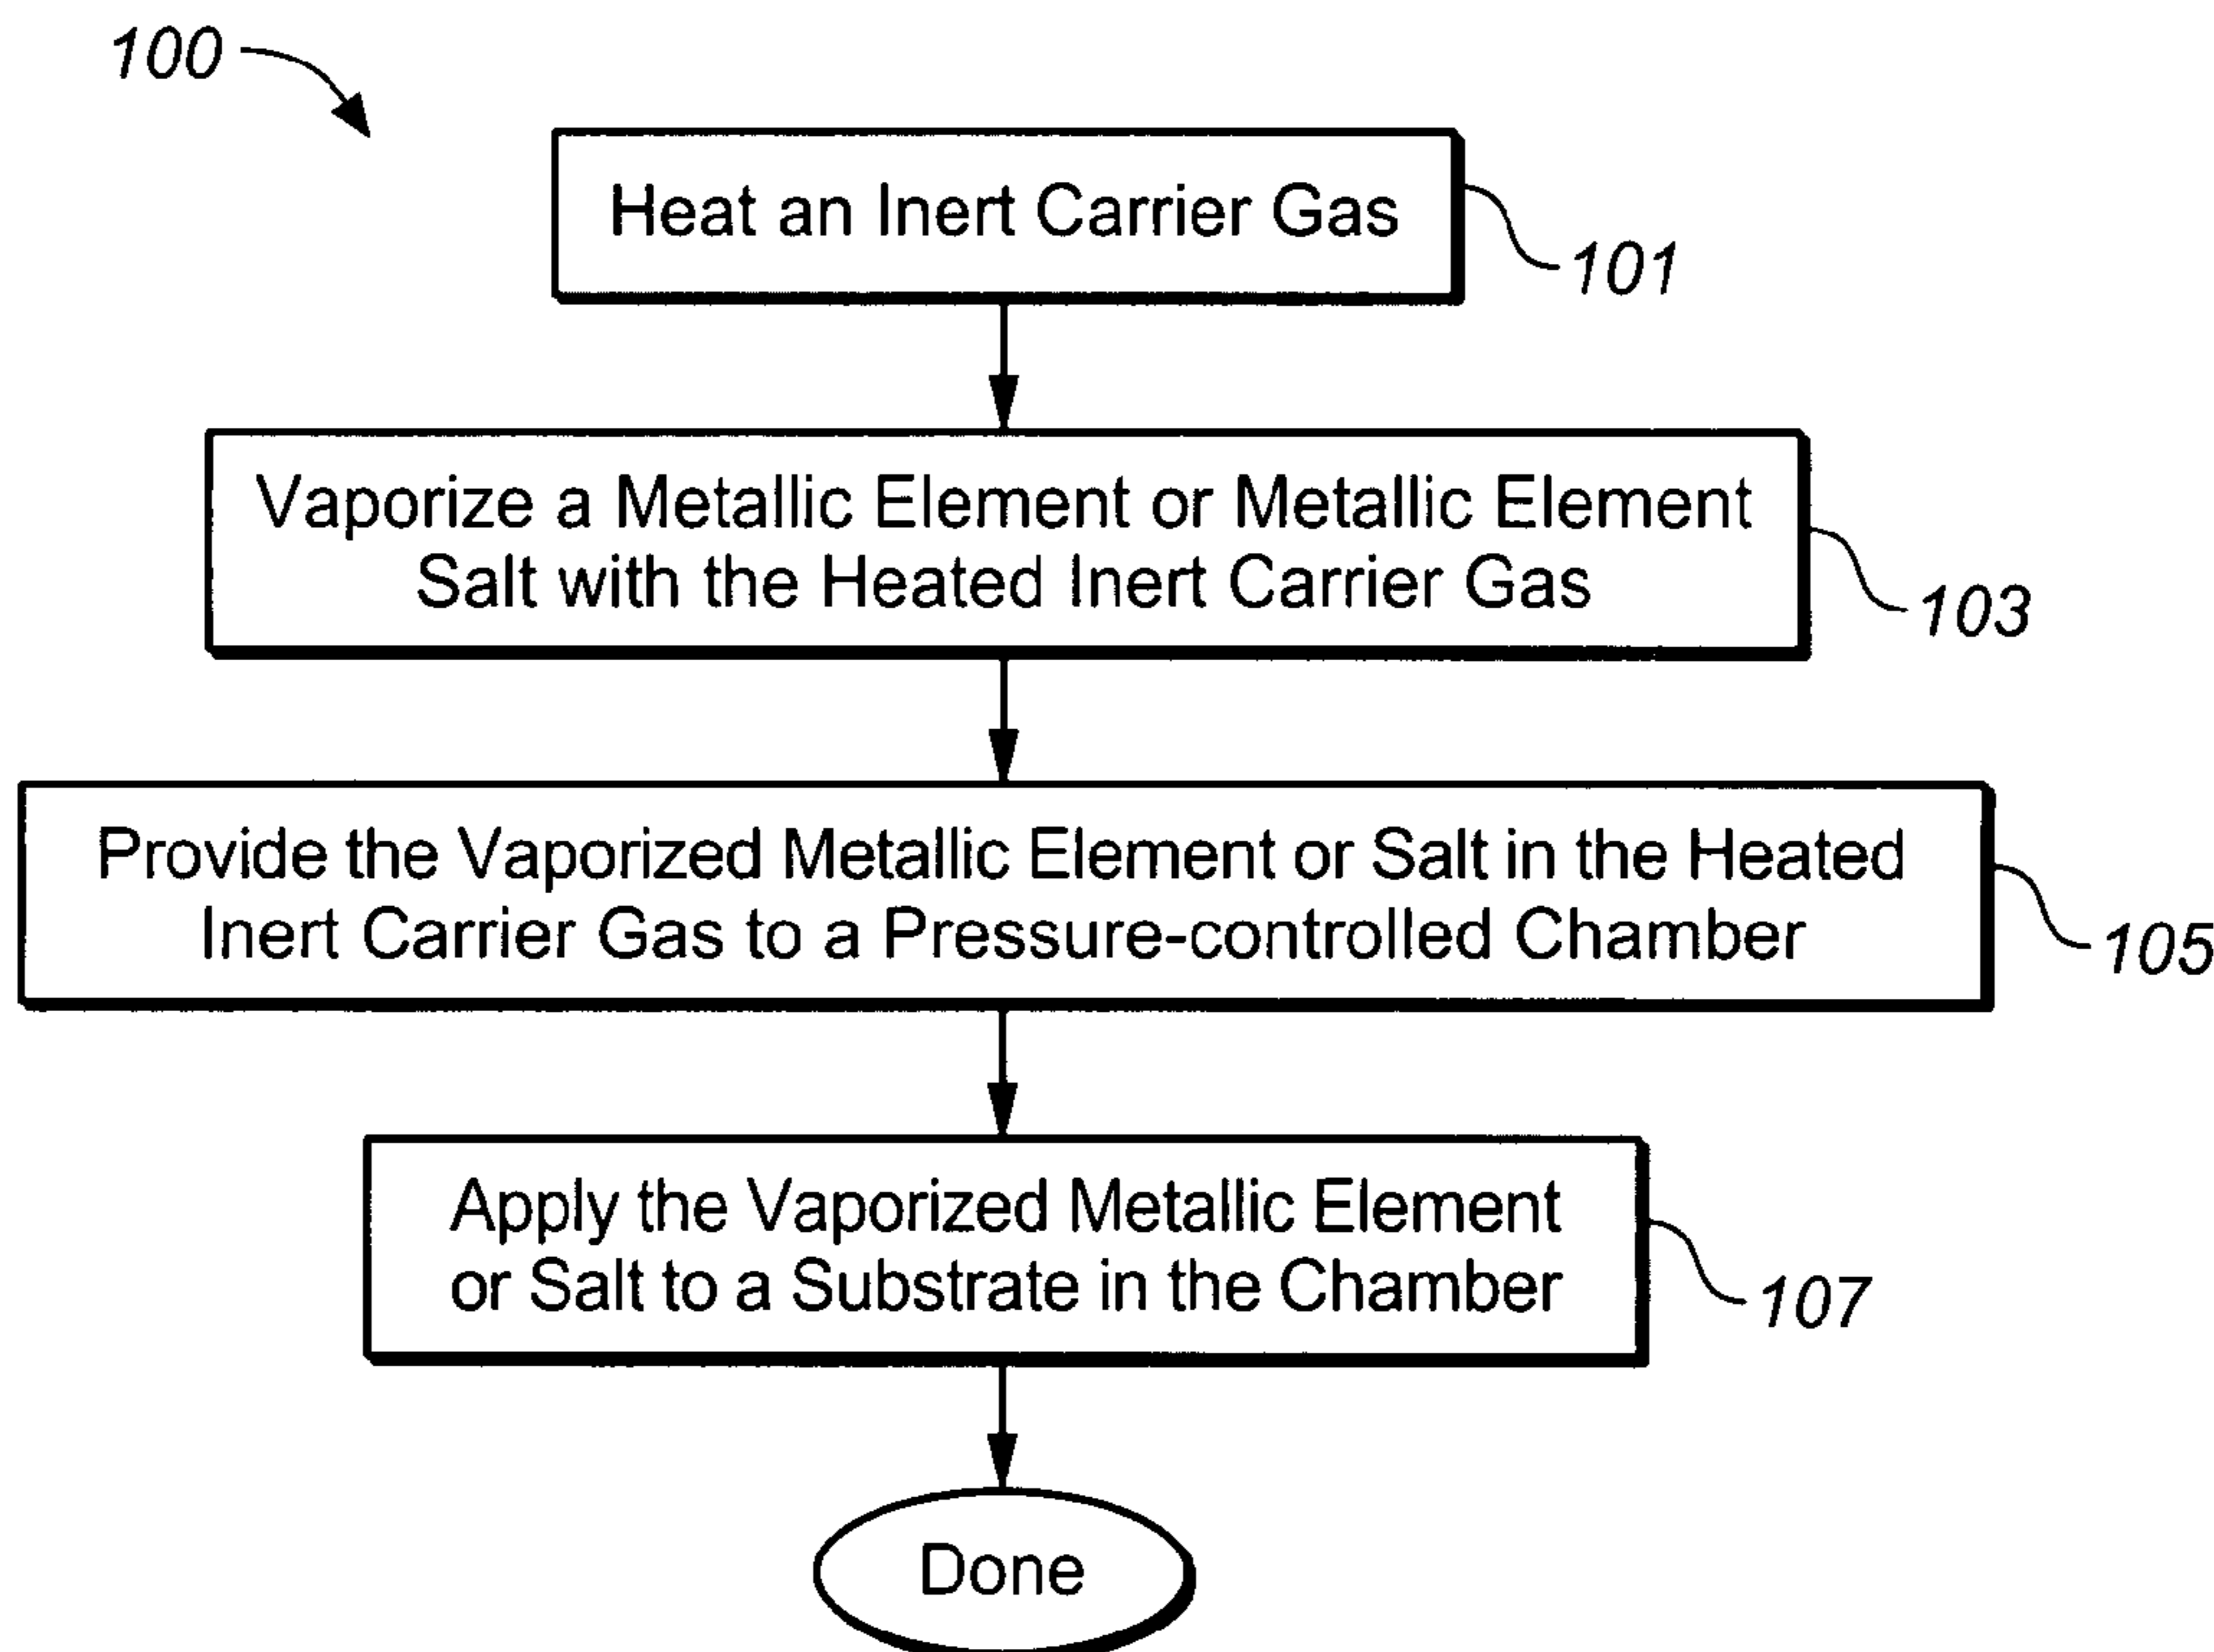 100
Heat an Inert Carrier Gas
101
Vaporize a Metallic Element or Metallic Element
Salt with the Heated Inert Carrier Gas
103
Provide the Vaporized Metallic Element or Salt in the Heated
Inert Carrier Gas to a Pressure-controlled Chamber
105
Apply the Vaporized Metallic Element
or Salt to a Substrate in the Chamber
107
Done